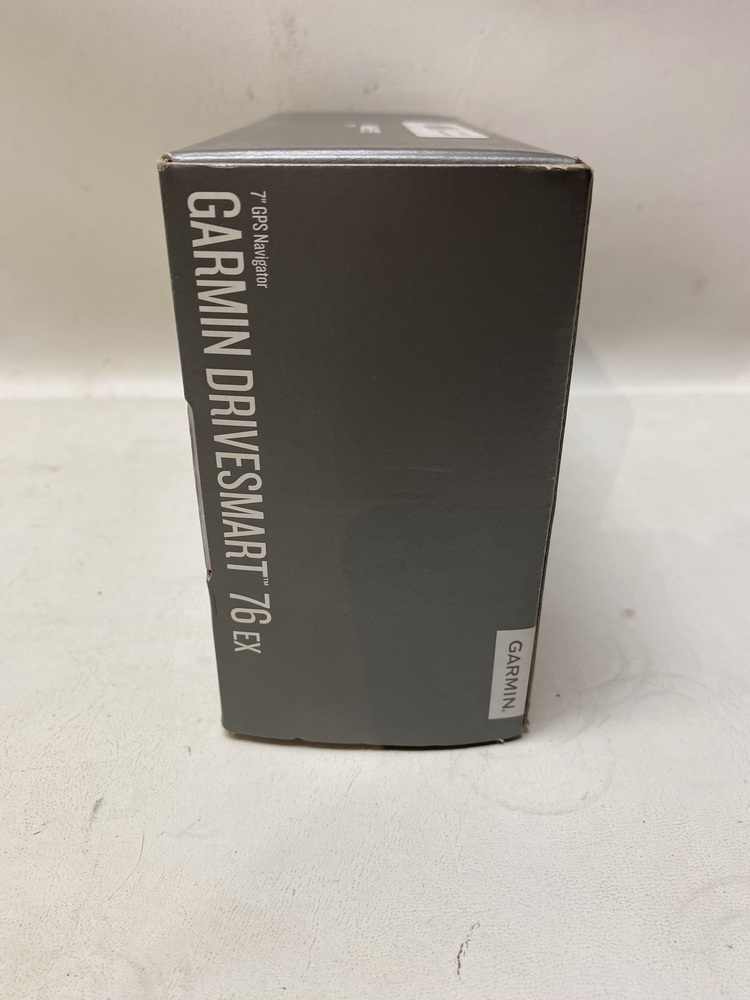 7" GPS Navigator
GARMIN DRIVESMART™ 76 EX
GARMIN.